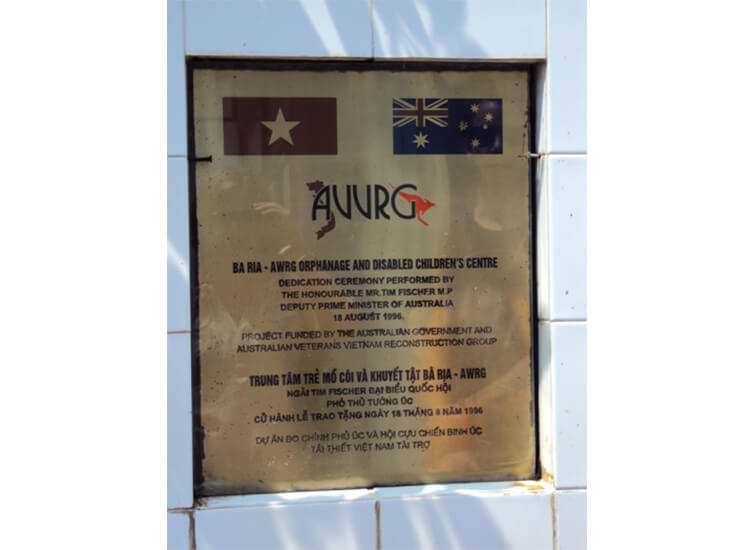 AVVRG
BA RIA - AVVRG ORPHANAGE AND DISABLED CHILDREN'S CENTRE
DEDICATION CEREMONY PERFORMED BY
THE HONOURABLE MR.TIM FISCHER M.P
DEPUTY PRIME MINISTER OF AUSTRALIA
18 AUGUST 1996.
PROJECT FUNDED BY THE AUSTRALIAN GOVERNMENT AND
AUSTRALIAN VETERANS VIETNAM RECONSTRUCTION GROUP
TRUNG TÂM TRẺ MỒ CÔI VÀ KHUYẾT TẬT BÀ RỊA - AVVRG
NGÀI TIM FISCHER ĐẠI BIỂU QUỐC HỘI
PHÓ THỦ TƯỚNG ÚC
CỬ HÀNH LỄ TRAO TẶNG NGÀY 18 THÁNG 8 NĂM 1996
DỰ ÁN DO CHÍNH PHỦ ÚC VÀ HỘI CỰU CHIẾN BINH ÚC
TÁI THIẾT VIỆT NAM TÀI TRỢ